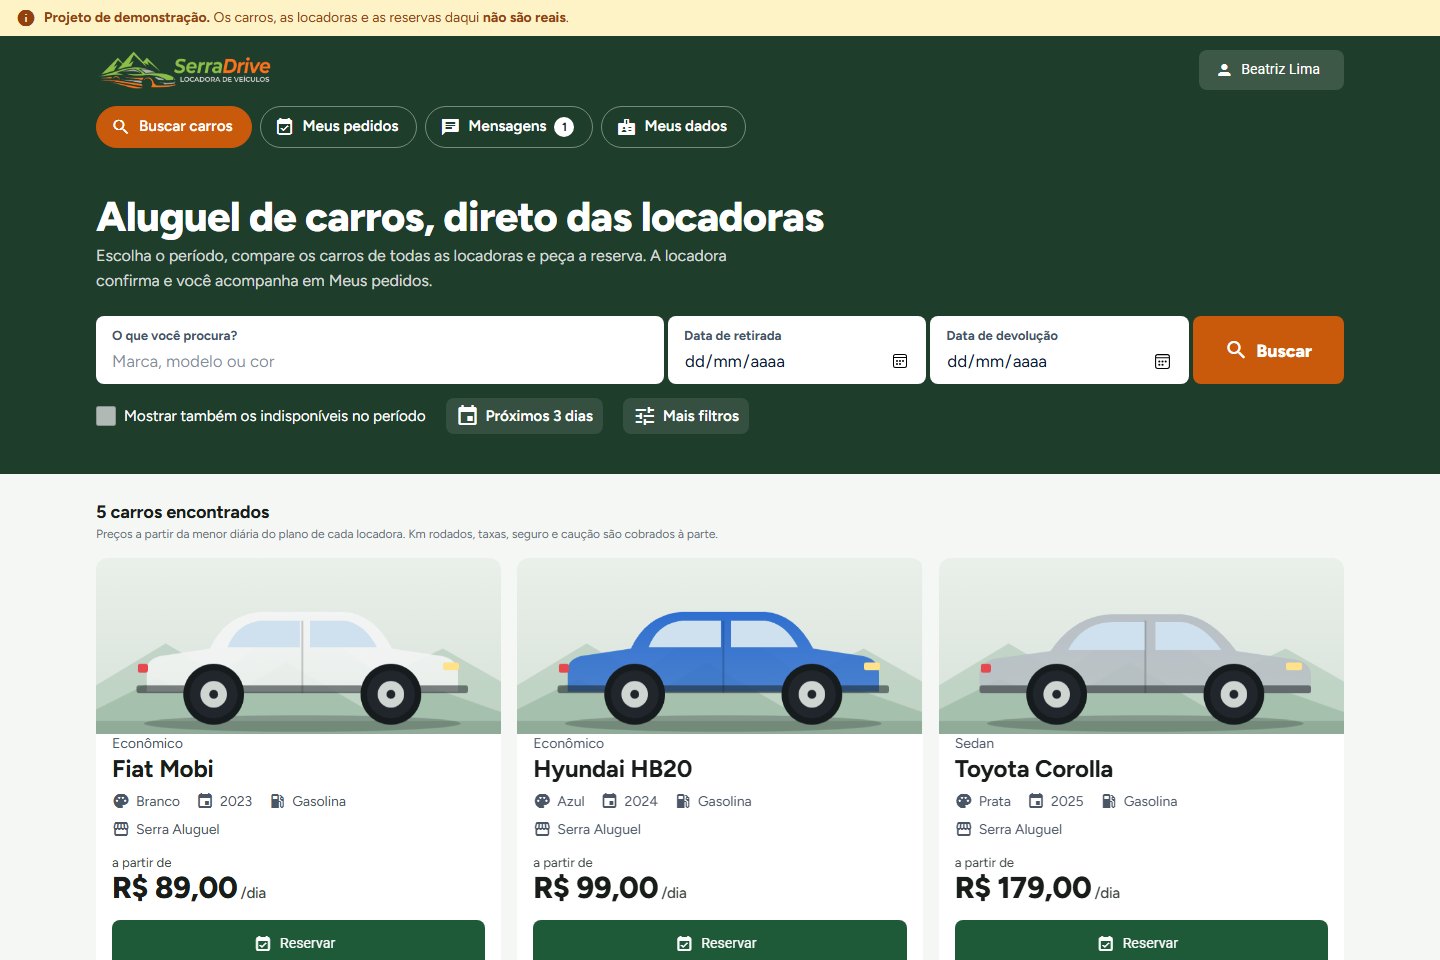 Projeto de demonstração. Os carros, as locadoras e as reservas daqui não são reais.
SerraDrive
LOCADORA DE VEÍCULOS
Beatriz Lima
Buscar carros
Meus pedidos
Mensagens 1
Meus dados
Aluguel de carros, direto das locadoras
Escolha o período, compare os carros de todas as locadoras e peça a reserva. A locadora
confirma e você acompanha em Meus pedidos.
O que você procura?
Marca, modelo ou cor
Data de retirada
dd/mm/aaaa
Data de devolução
dd/mm/aaaa
Buscar
Mostrar também os indisponíveis no período
Próximos 3 dias
Mais filtros
5 carros encontrados
Preços a partir da menor diária do plano de cada locadora. Km rodados, taxas, seguro e caução são cobrados à parte.
Econômico
Fiat Mobi
Branco 2023 Gasolina
Serra Aluguel
a partir de
R$ 89,00 /dia
Reservar
Econômico
Hyundai HB20
Azul 2024 Gasolina
Serra Aluguel
a partir de
R$ 99,00 /dia
Reservar
Sedan
Toyota Corolla
Prata 2025 Gasolina
Serra Aluguel
a partir de
R$ 179,00 /dia
Reservar